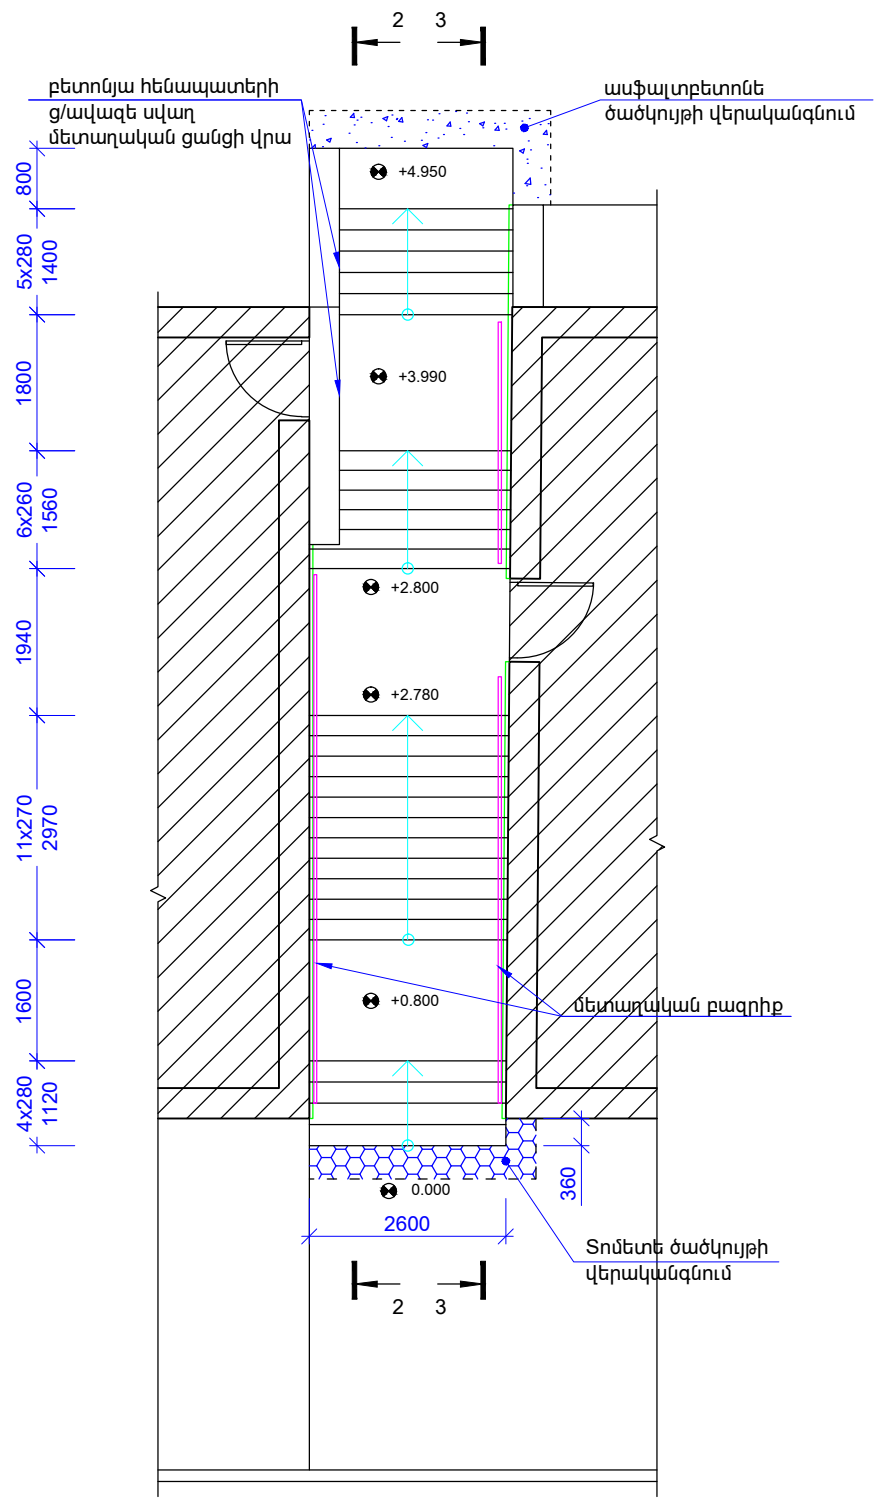 2 3
բետոնյա հենապատերի
ց/ավազե սվաղ
մետաղական ցանցի վրա
ասֆալտբետոնե
ծածկույթի վերականգնում
800
+4.950
5x280
1400
1800
+3.990
6x260
1560
+2.800
1940
+2.780
11x270
2970
1600
+0.800
մետաղական բազրիք
4x280
1120
360
0.000
2600
Տոմետե ծածկույթի
վերականգնում
2 3